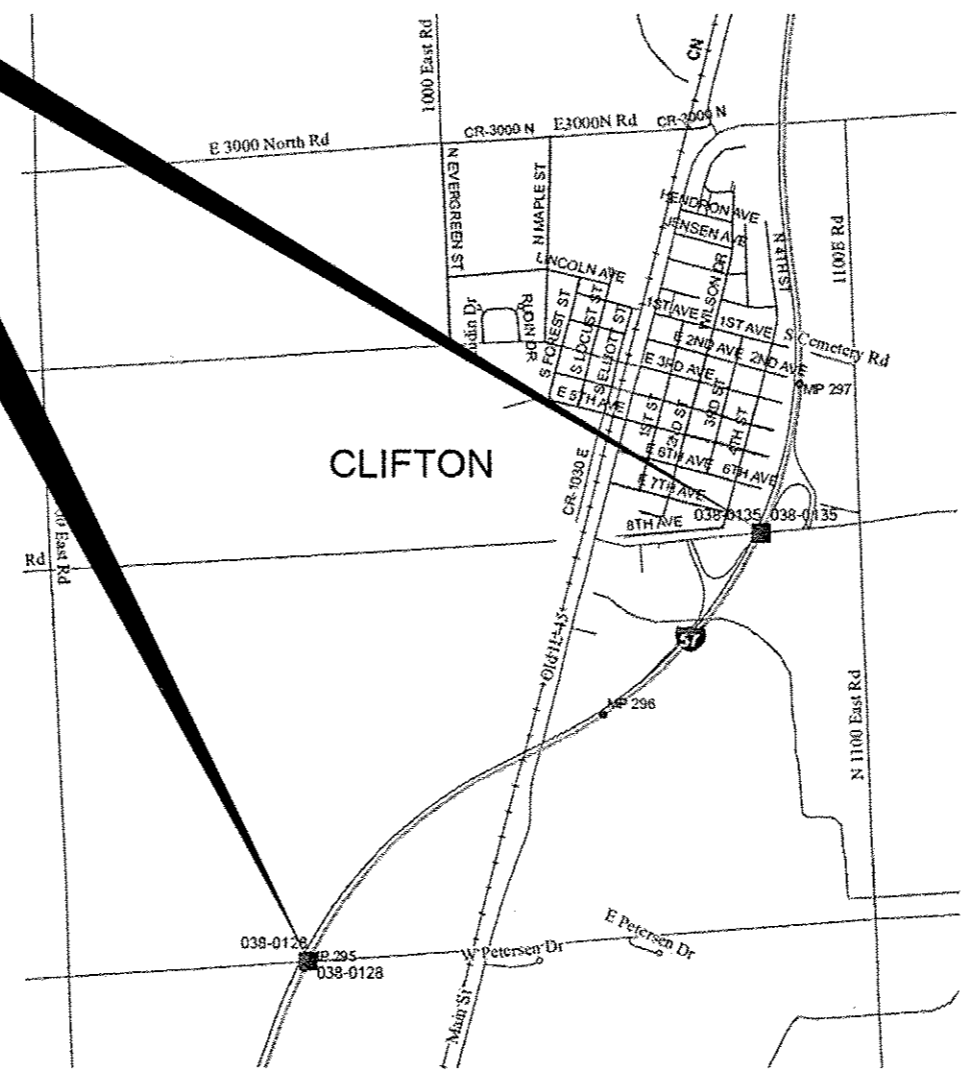 CN
1000 East Rd
CR-3000 N
E3000N Rd
CR-3000 N
E 3000 North Rd
N EVERGREEN ST
N MAPLE ST
HENDRON AVE
JENSEN AVE
N 4TH ST
1100E Rd
LINCOLN AVE
WILSON DR
RIDINN DR
S FOREST ST
S LOCUST ST
S ELLIOTT ST
1ST AVE
1ST AVE
S Cemetery Rd
E 2ND AVE
2ND AVE
E 3RD AVE
MP 297
E 5TH AVE
1ST ST
2ND ST
3RD ST
4TH ST
CLIFTON
E 6TH AVE
6TH AVE
E 7TH AVE
CR-1030 E
038-0135
038-0135
8TH AVE
Rd
East Rd
57
Old IL-45
MP 296
N 1100 East Rd
038-0128
MP 295
038-0128
W Petersen Dr
E Petersen Dr
Main St